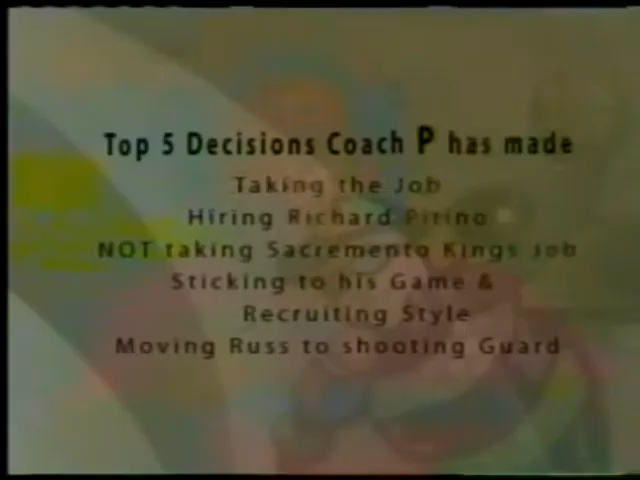 Top 5 Decisions Coach P has made
Taking the Job
Hiring Richard Pitino
NOT taking Sacremento Kings Job
Sticking to his Game &
Recruiting Style
Moving Russ to shooting Guard